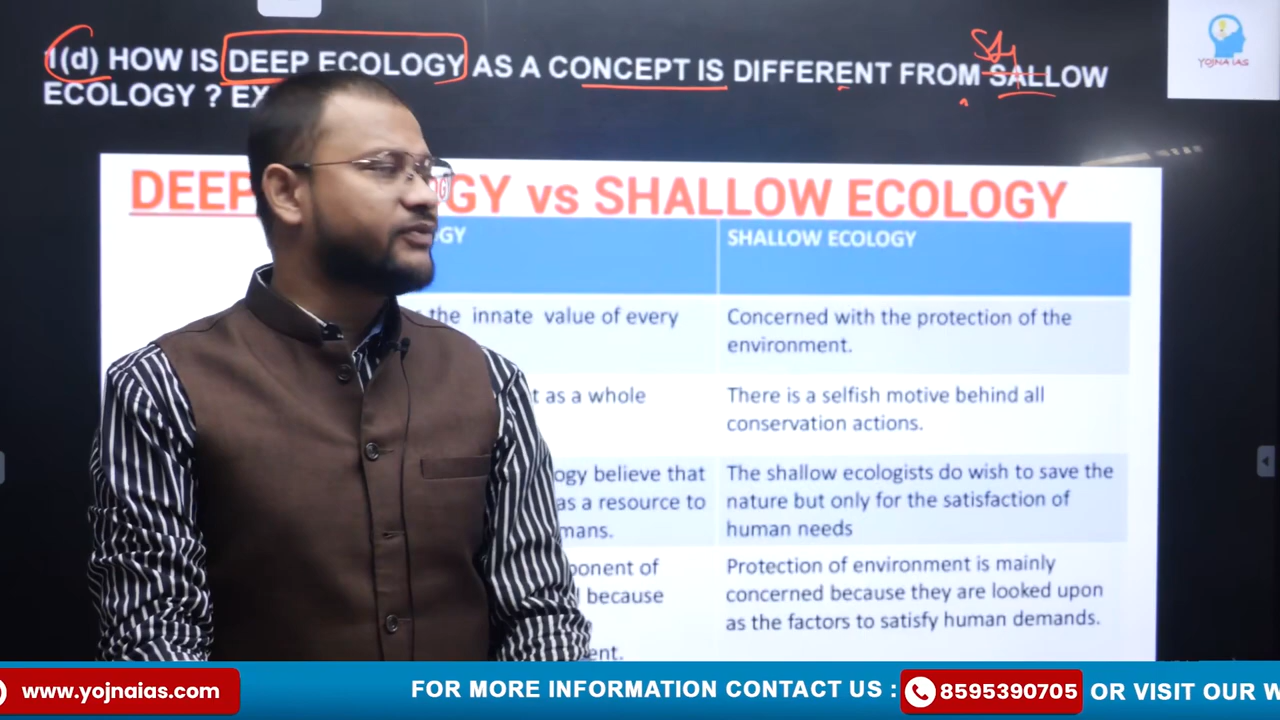 1(d) HOW IS DEEP ECOLOGY AS A CONCEPT IS DIFFERENT FROM SALLOW
ECOLOGY ? EX
YOJNA IAS
DEEP GY vs SHALLOW ECOLOGY
GY
SHALLOW ECOLOGY
the innate value of every
Concerned with the protection of the
environment.
as a whole
There is a selfish motive behind all
conservation actions.
ogy believe that
as a resource to
mans.
The shallow ecologists do wish to save the
nature but only for the satisfaction of
human needs
ponent of
because
ent.
Protection of environment is mainly
concerned because they are looked upon
as the factors to satisfy human demands.
www.yojnaias.com
FOR MORE INFORMATION CONTACT US :
8595390705
OR VISIT OUR W